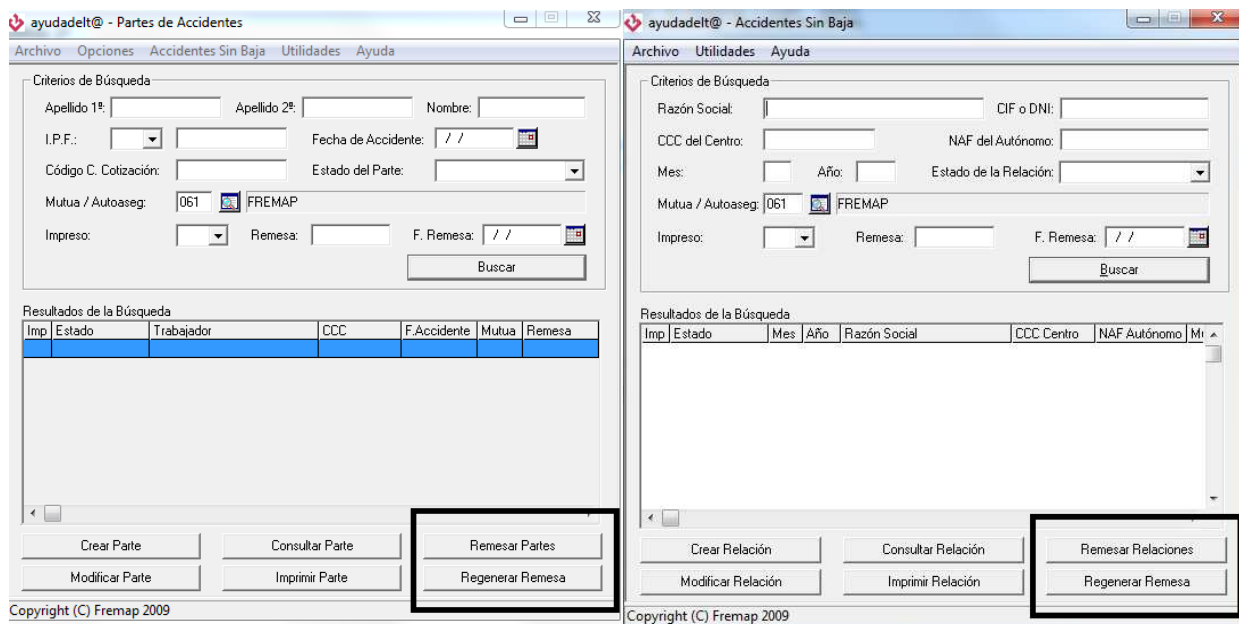 ayudadelt@ - Partes de Accidentes
Archivo Opciones Accidentes Sin Baja Utilidades Ayuda
Criterios de Búsqueda
Apellido 1º: Apellido 2º: Nombre:
I.P.F.: Fecha de Accidente: / /
Código C. Cotización: Estado del Parte:
Mutua / Autoaseg: 061 FREMAP
Impreso: Remesa: F. Remesa: / /
Buscar
Resultados de la Búsqueda
Imp Estado Trabajador CCC F.Accidente Mutua Remesa
Crear Parte Consultar Parte Remesar Partes
Modificar Parte Imprimir Parte Regenerar Remesa
Copyright (C) Fremap 2009
ayudadelt@ - Accidentes Sin Baja
Archivo Utilidades Ayuda
Criterios de Búsqueda
Razón Social: CIF o DNI:
CCC del Centro: NAF del Autónomo:
Mes: Año: Estado de la Relación:
Mutua / Autoaseg: 061 FREMAP
Impreso: Remesa: F. Remesa: / /
Buscar
Resultados de la Búsqueda
Imp Estado Mes Año Razón Social CCC Centro NAF Autónomo
Crear Relación Consultar Relación Remesar Relaciones
Modificar Relación Imprimir Relación Regenerar Remesa
Copyright (C) Fremap 2009